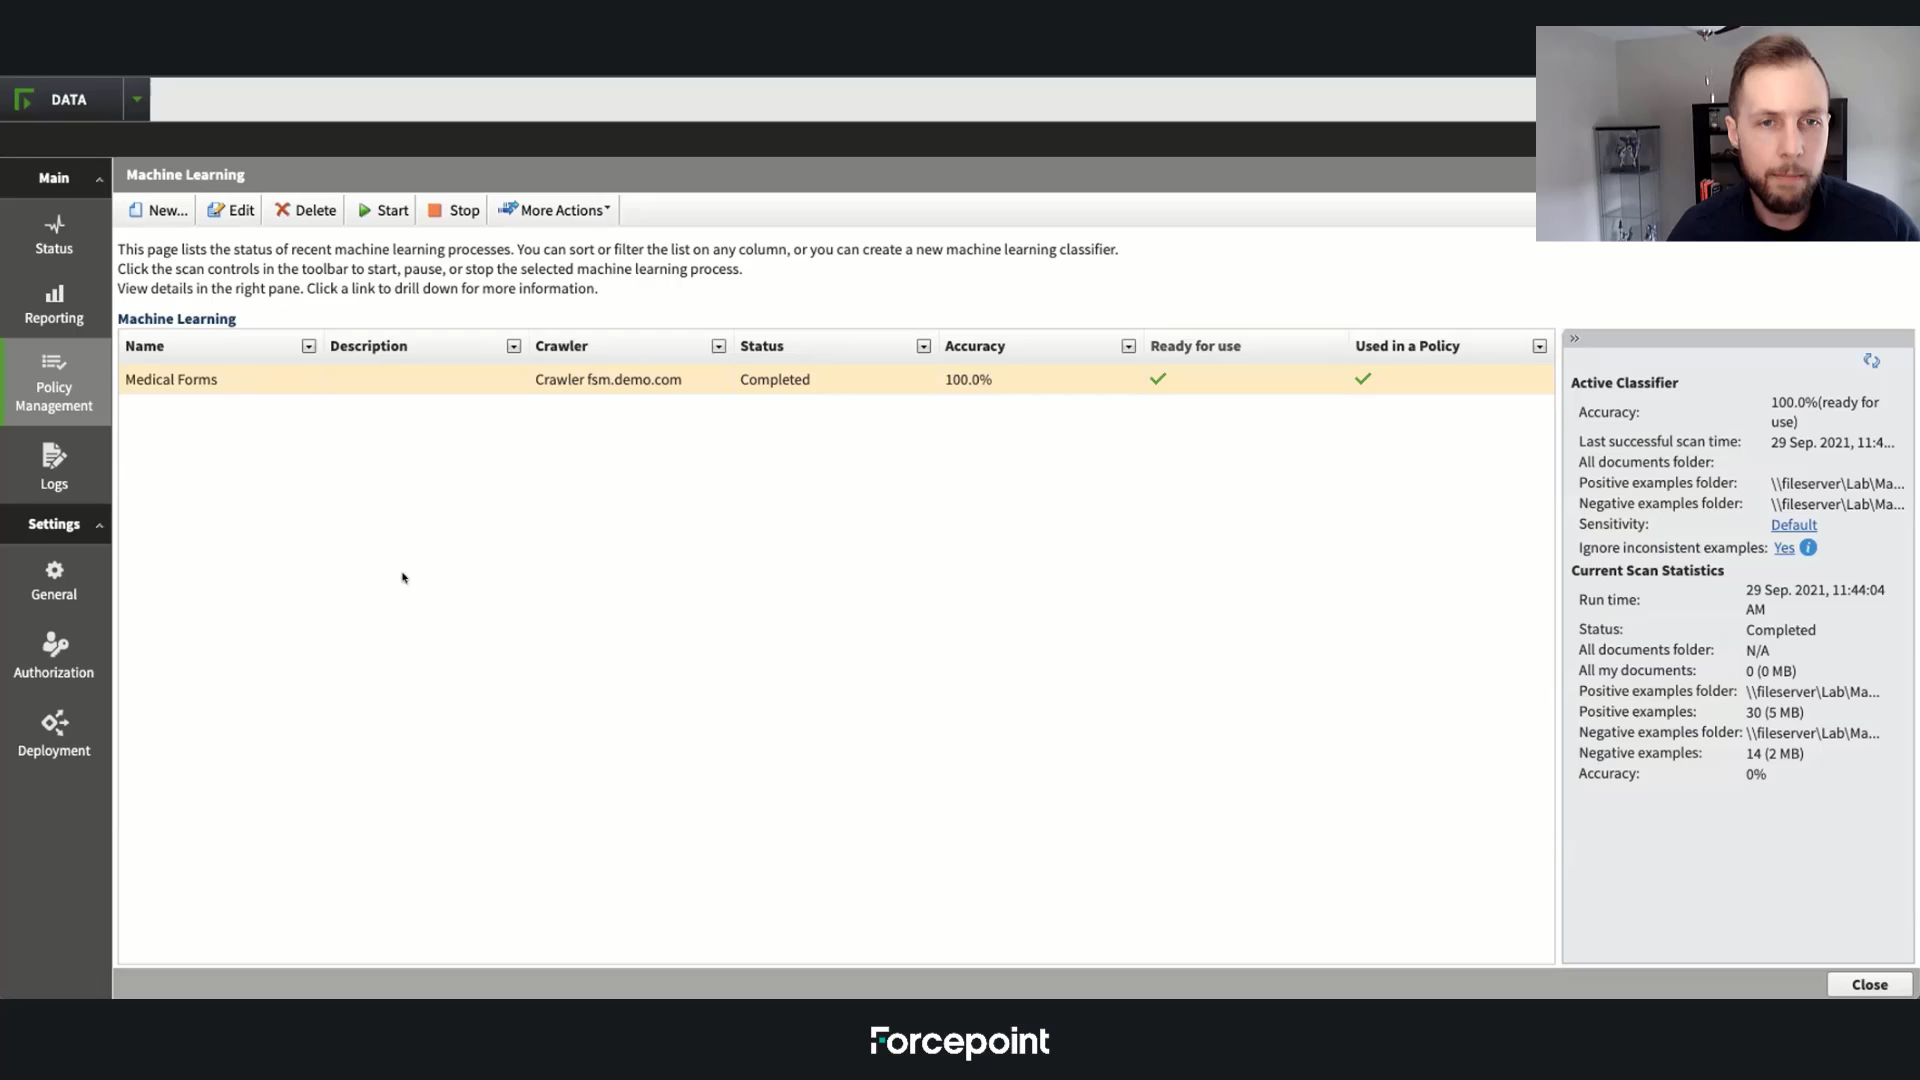 DATA
Main
Status
Reporting
Policy
Management
Logs
Settings
General
Authorization
Deployment
Machine Learning
New... Edit Delete Start Stop More Actions
This page lists the status of recent machine learning processes. You can sort or filter the list on any column, or you can create a new machine learning classifier.
Click the scan controls in the toolbar to start, pause, or stop the selected machine learning process.
View details in the right pane. Click a link to drill down for more information.
Machine Learning
Name Description Crawler Status Accuracy Ready for use Used in a Policy
Medical Forms Crawler fsm.demo.com Completed 100.0%
Active Classifier
Accuracy: 100.0%(ready for
use)
Last successful scan time: 29 Sep. 2021, 11:4...
All documents folder:
Positive examples folder: \\fileserver\Lab\Ma...
Negative examples folder: \\fileserver\Lab\Ma...
Sensitivity: Default
Ignore inconsistent examples: Yes
Current Scan Statistics
Run time: 29 Sep. 2021, 11:44:04
AM
Status: Completed
All documents folder: N/A
All my documents: 0 (0 MB)
Positive examples folder: \\fileserver\Lab\Ma...
Positive examples: 30 (5 MB)
Negative examples folder: \\fileserver\Lab\Ma...
Negative examples: 14 (2 MB)
Accuracy: 0%
Close
Forcepoint